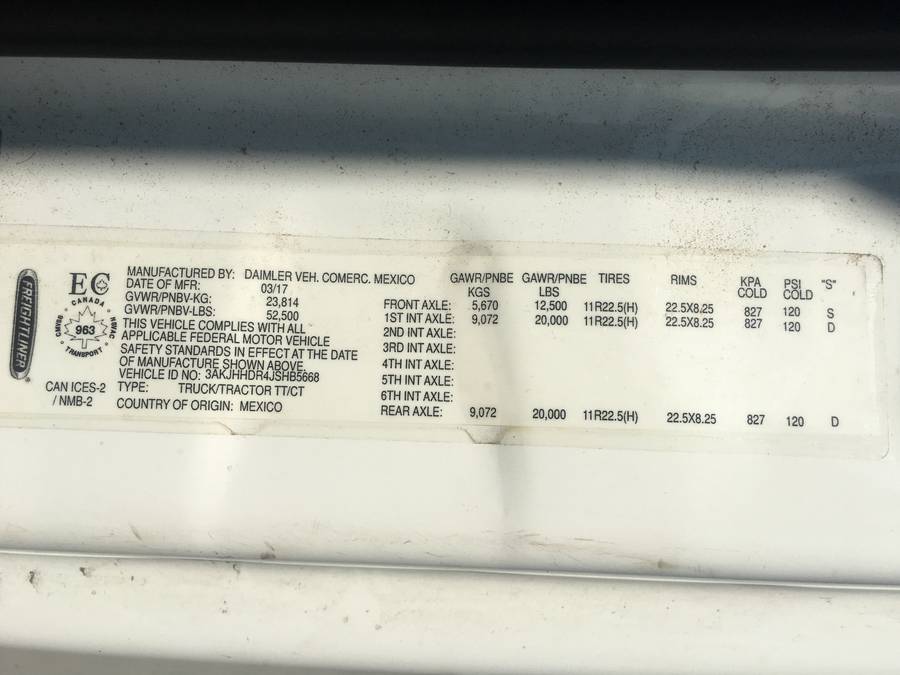 FREIGHTLINER
EC
CANADA
963
TRANSPORT
CAN ICES-2
/ NMB-2
MANUFACTURED BY: DAIMLER VEH. COMERC. MEXICO
DATE OF MFR: 03/17
GVWR/PNBV-KG: 23,814
GVWR/PNBV-LBS: 52,500
THIS VEHICLE COMPLIES WITH ALL
APPLICABLE FEDERAL MOTOR VEHICLE
SAFETY STANDARDS IN EFFECT AT THE DATE
OF MANUFACTURE SHOWN ABOVE.
VEHICLE ID NO: 3AKJHHDR4JSHB5668
TYPE: TRUCK/TRACTOR TT/CT
COUNTRY OF ORIGIN: MEXICO
GAWR/PNBE GAWR/PNBE TIRES RIMS KPA PSI "S"
KGS LBS COLD COLD
FRONT AXLE: 5,670 12,500 11R22.5(H) 22.5X8.25 827 120 S
1ST INT AXLE: 9,072 20,000 11R22.5(H) 22.5X8.25 827 120 D
2ND INT AXLE:
3RD INT AXLE:
4TH INT AXLE:
5TH INT AXLE:
6TH INT AXLE:
REAR AXLE: 9,072 20,000 11R22.5(H) 22.5X8.25 827 120 D